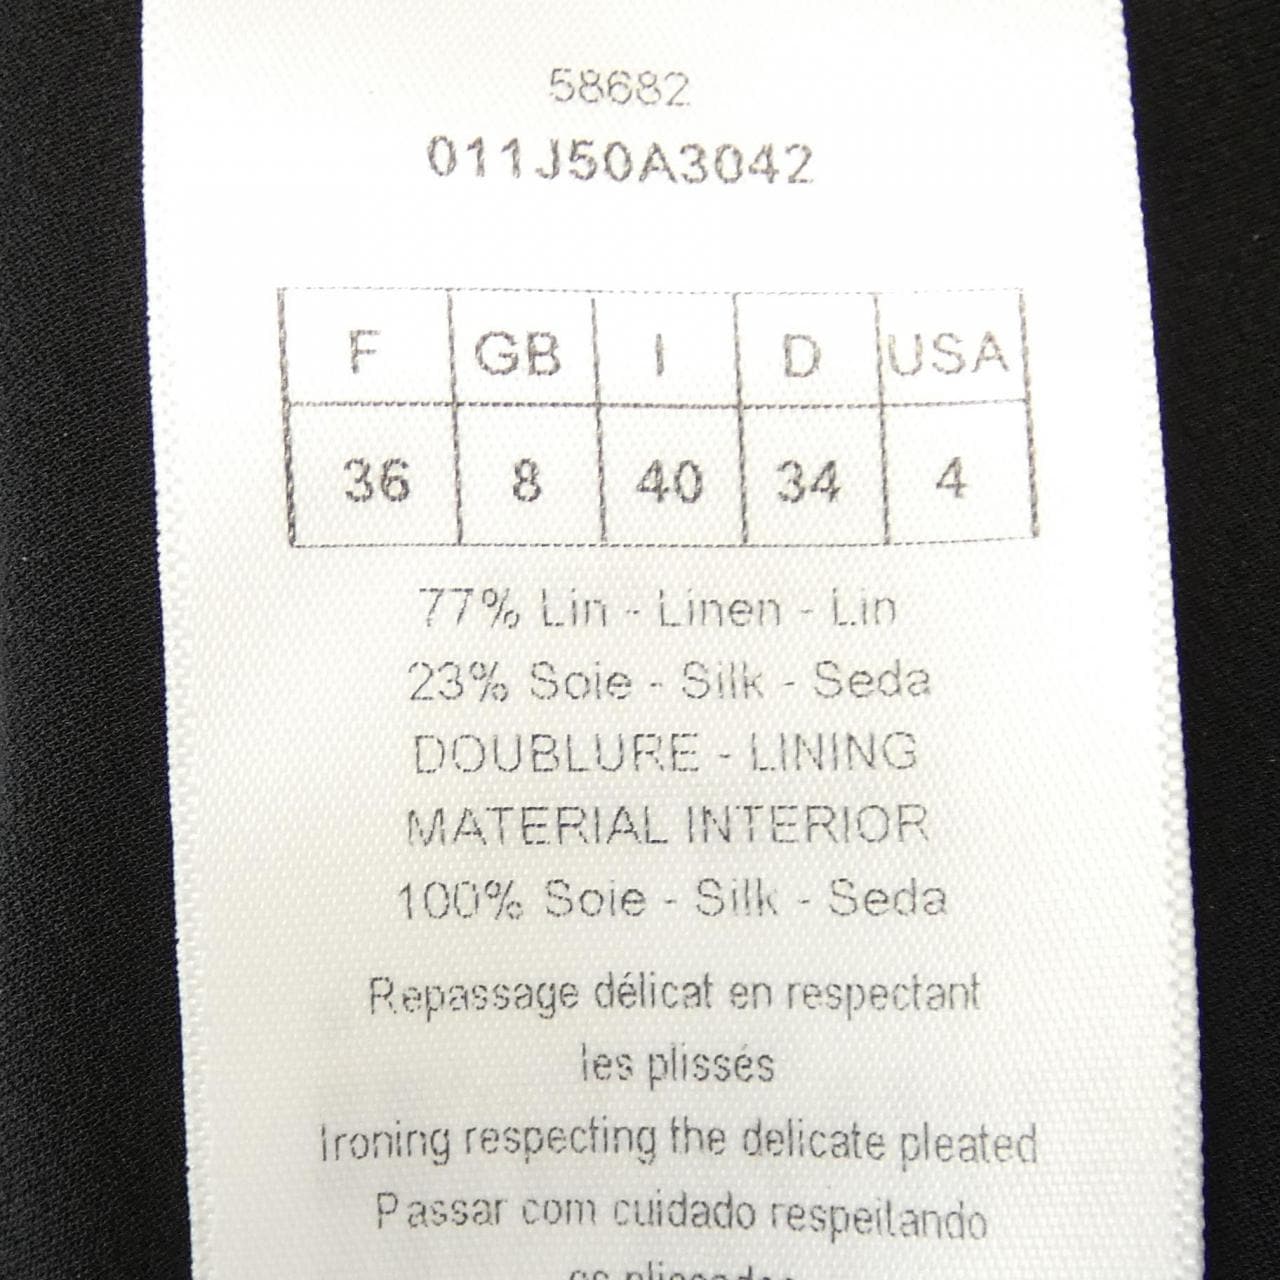 58682
011J50A3042
F GB I D USA
36 8 40 34 4
77% Lin - Linen - Lin
23% Soie - Silk - Seda
DOUBLURE - LINING
MATERIAL INTERIOR
100% Soie - Silk - Seda
Repassage délicat en respectant
les plissés
Ironing respecting the delicate pleated
Passar com cuidado respeitando